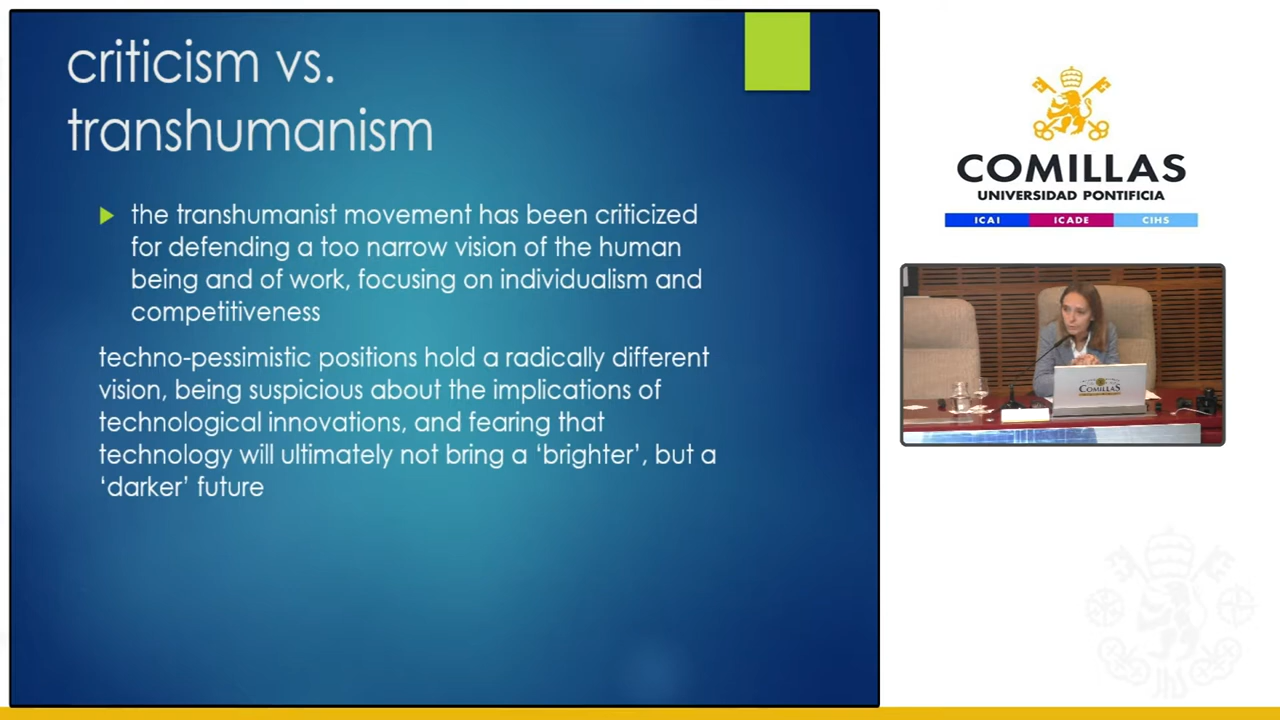 criticism vs.
transhumanism
the transhumanist movement has been criticized
for defending a too narrow vision of the human
being and of work, focusing on individualism and
competitiveness
techno-pessimistic positions hold a radically different
vision, being suspicious about the implications of
technological innovations, and fearing that
technology will ultimately not bring a ‘brighter’, but a
‘darker’ future
COMILLAS
UNIVERSIDAD PONTIFICIA
ICAI ICADE CIHS
COMILLAS